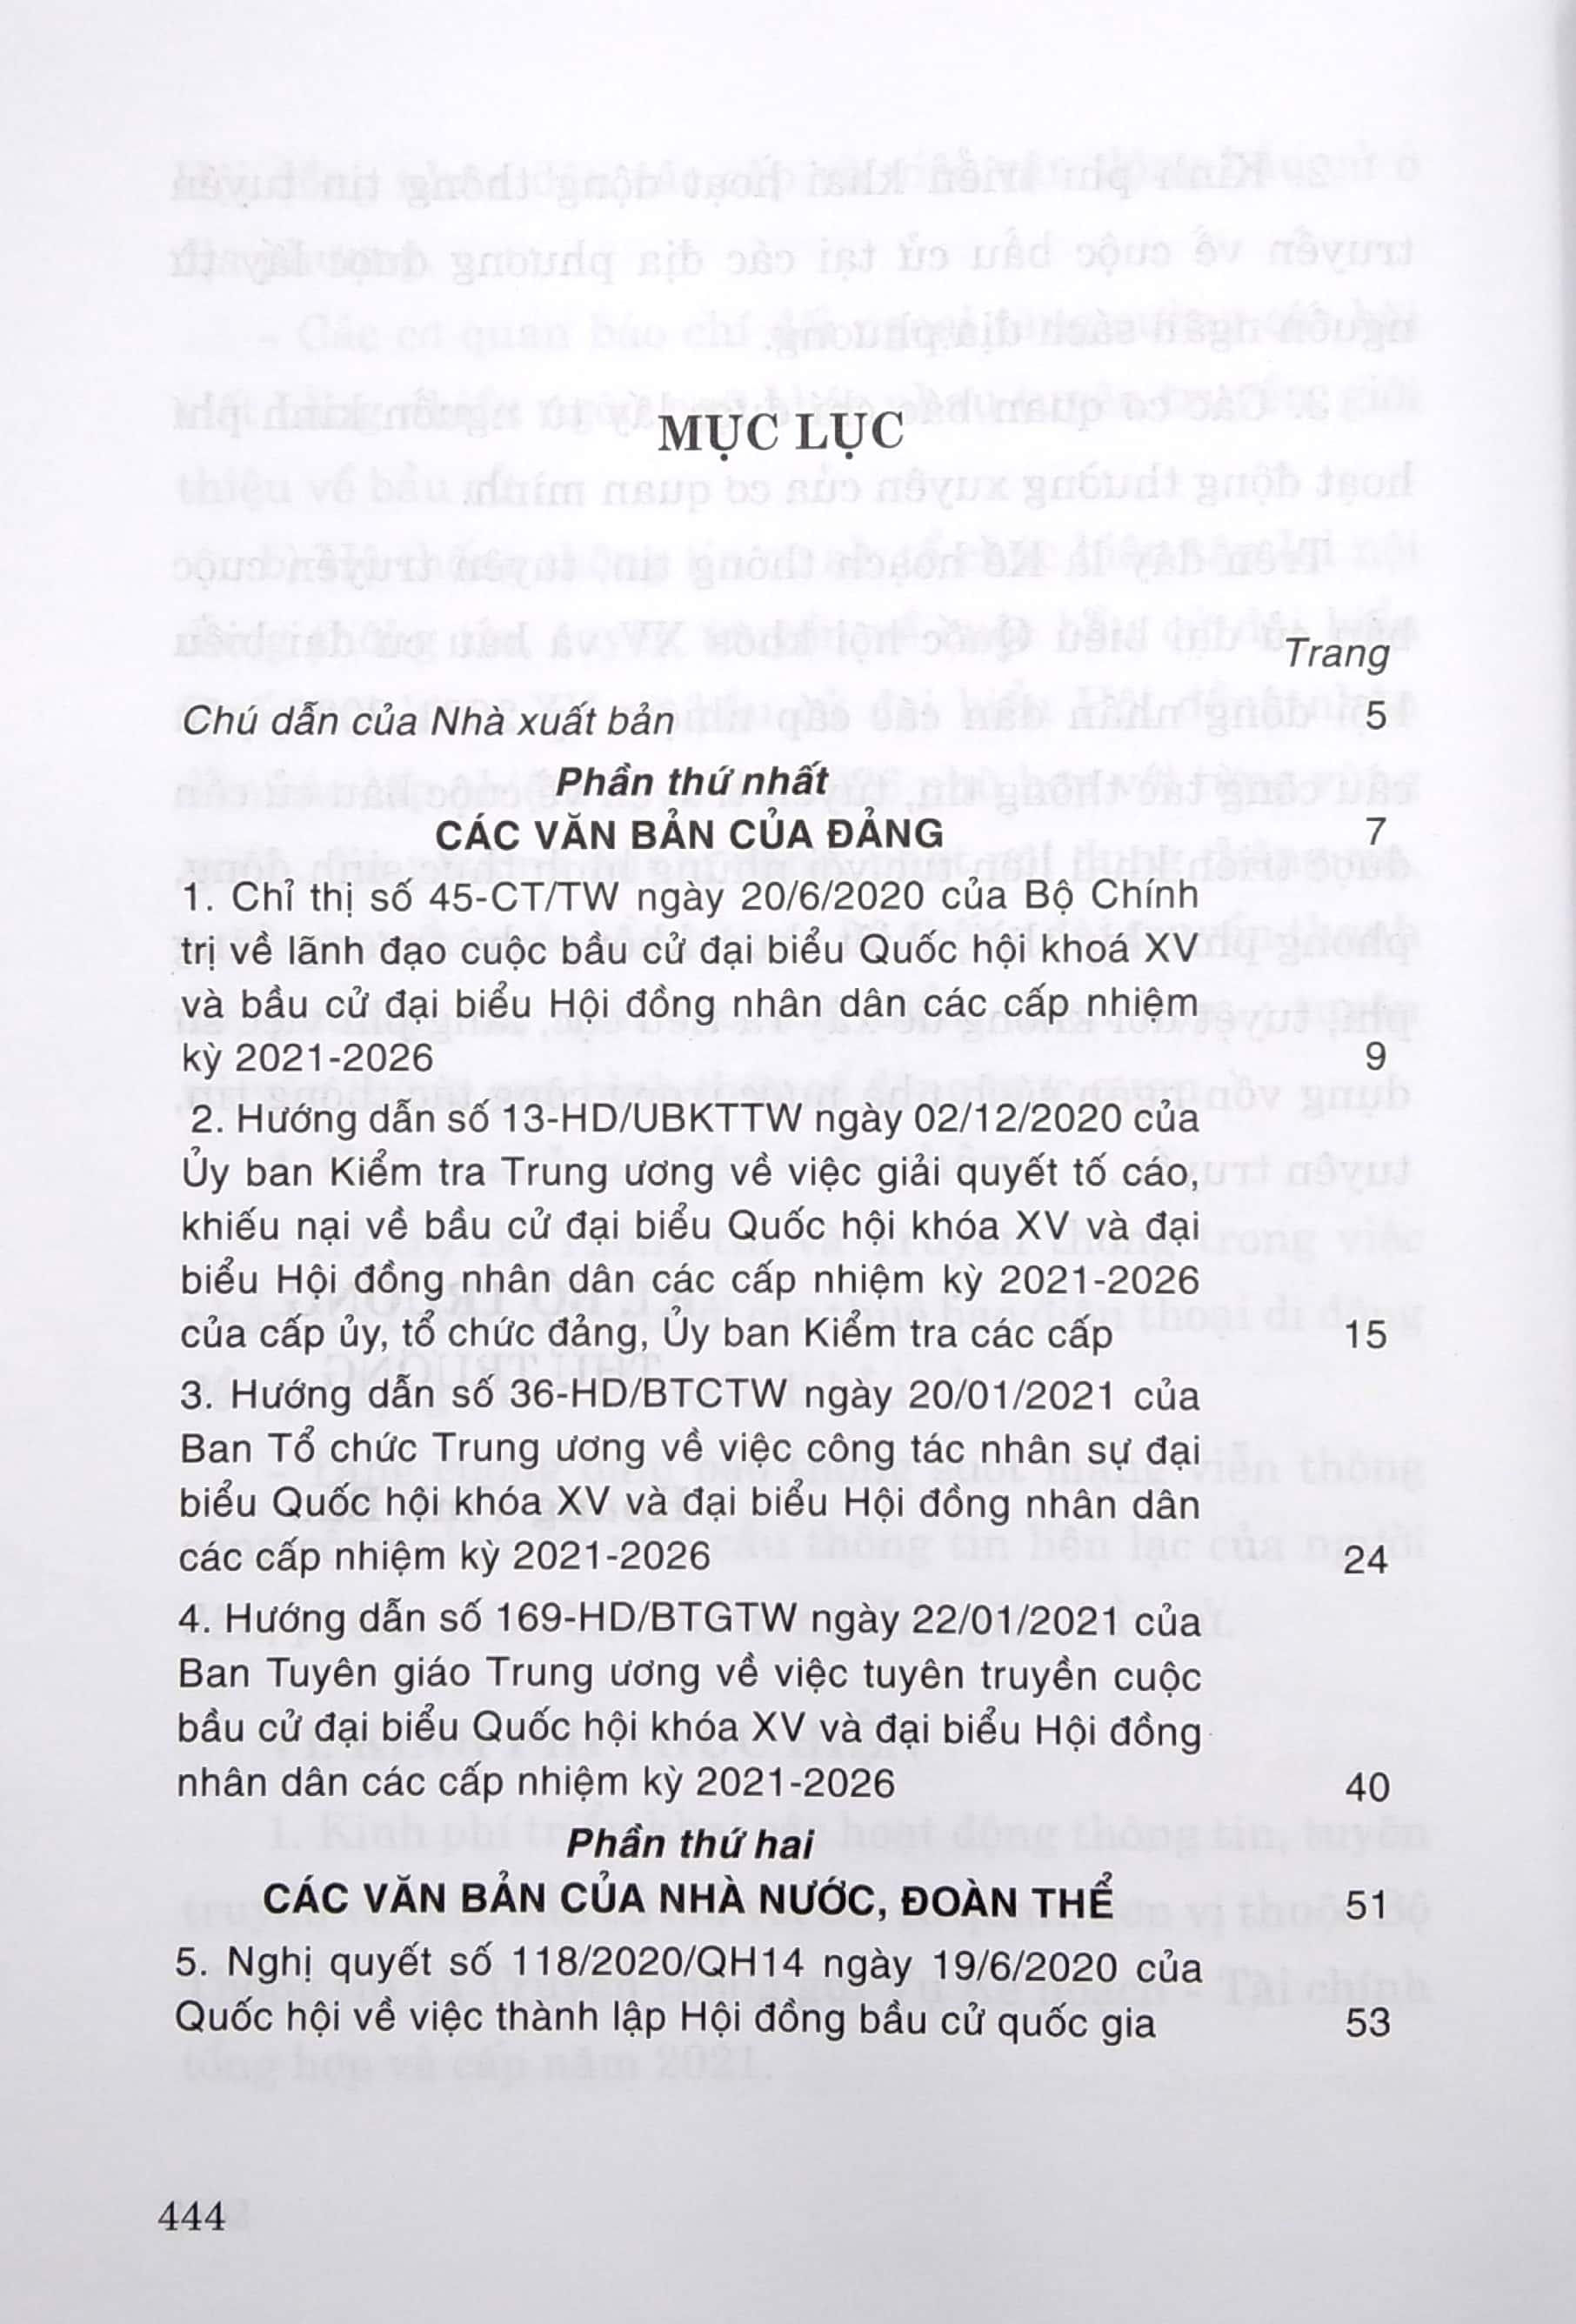 MỤC LỤC
Trang
Chú dẫn của Nhà xuất bản 5
Phần thứ nhất
CÁC VĂN BẢN CỦA ĐẢNG 7
1. Chỉ thị số 45-CT/TW ngày 20/6/2020 của Bộ Chính
trị về lãnh đạo cuộc bầu cử đại biểu Quốc hội khoá XV
và bầu cử đại biểu Hội đồng nhân dân các cấp nhiệm
kỳ 2021-2026 9
2. Hướng dẫn số 13-HD/UBKTTW ngày 02/12/2020 của
Ủy ban Kiểm tra Trung ương về việc giải quyết tố cáo,
khiếu nại về bầu cử đại biểu Quốc hội khóa XV và đại
biểu Hội đồng nhân dân các cấp nhiệm kỳ 2021-2026
của cấp ủy, tổ chức đảng, Ủy ban Kiểm tra các cấp 15
3. Hướng dẫn số 36-HD/BTCTW ngày 20/01/2021 của
Ban Tổ chức Trung ương về việc công tác nhân sự đại
biểu Quốc hội khóa XV và đại biểu Hội đồng nhân dân
các cấp nhiệm kỳ 2021-2026 24
4. Hướng dẫn số 169-HD/BTGTW ngày 22/01/2021 của
Ban Tuyên giáo Trung ương về việc tuyên truyền cuộc
bầu cử đại biểu Quốc hội khóa XV và đại biểu Hội đồng
nhân dân các cấp nhiệm kỳ 2021-2026 40
Phần thứ hai
CÁC VĂN BẢN CỦA NHÀ NƯỚC, ĐOÀN THỂ 51
5. Nghị quyết số 118/2020/QH14 ngày 19/6/2020 của
Quốc hội về việc thành lập Hội đồng bầu cử quốc gia 53
444